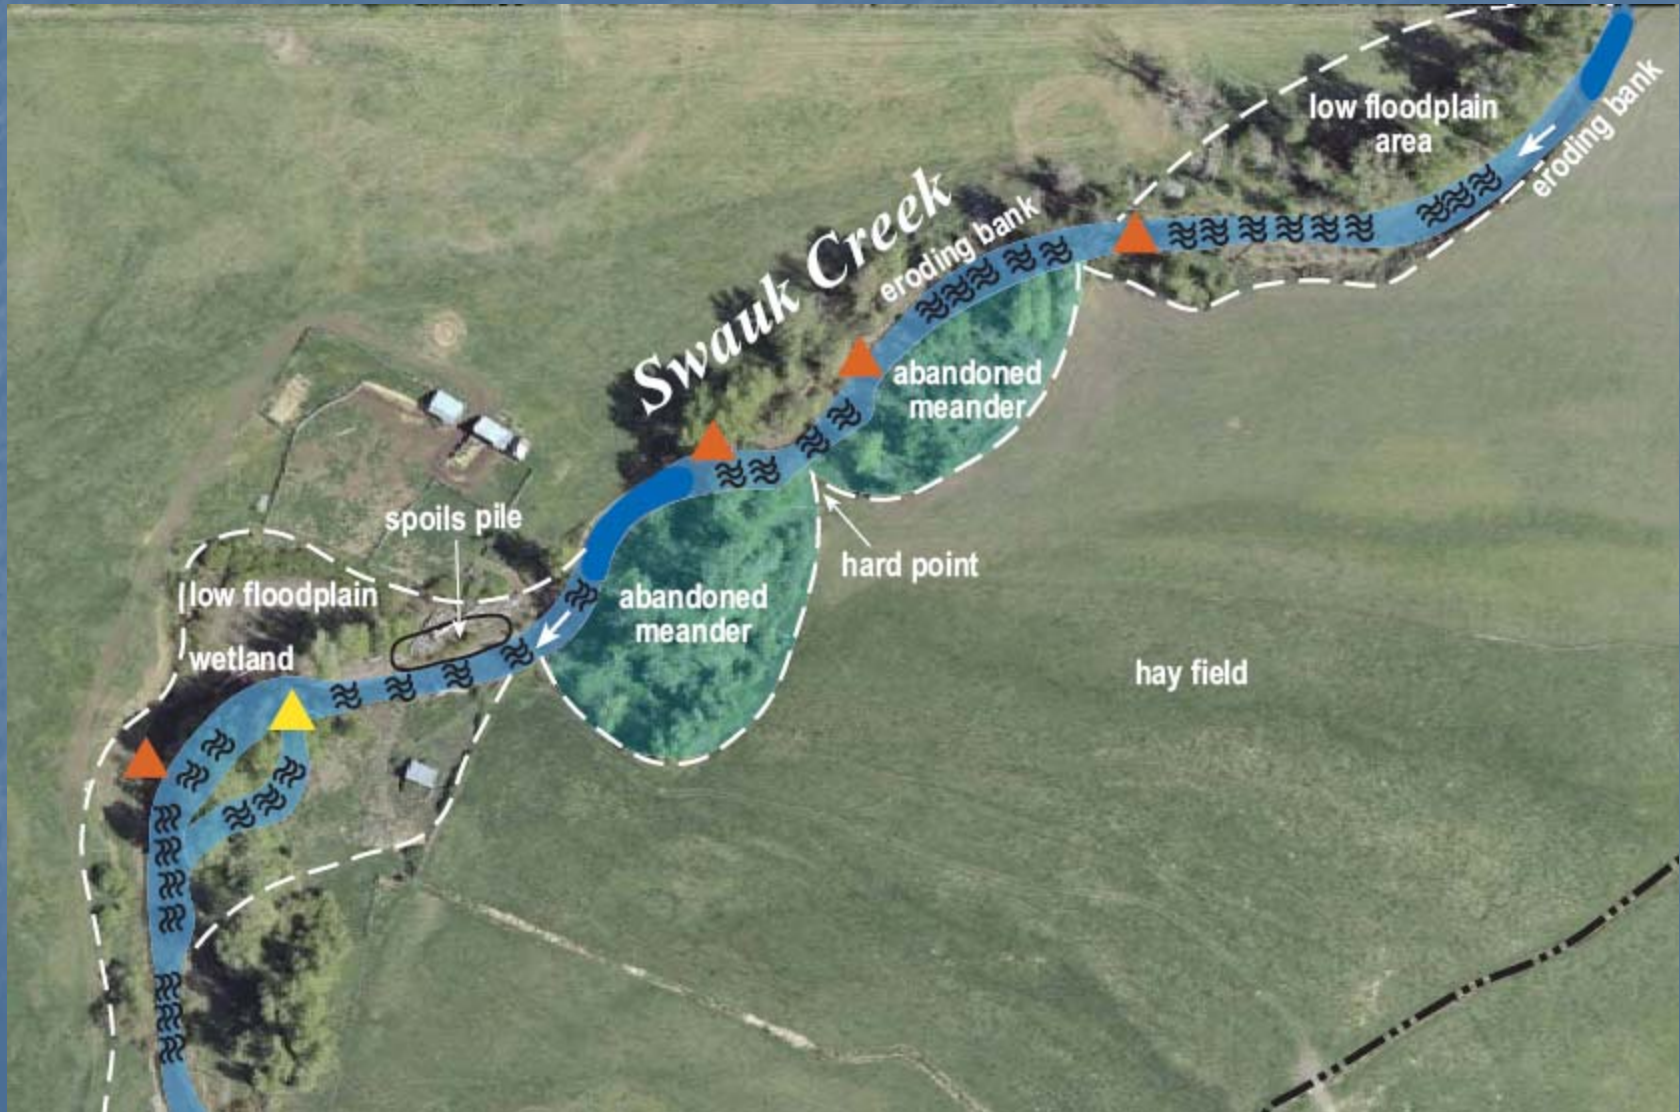 low floodplain
area
eroding bank
Swauk Creek
eroding bank
abandoned
meander
spoils pile
hard point
low floodplain
wetland
abandoned
meander
hay field